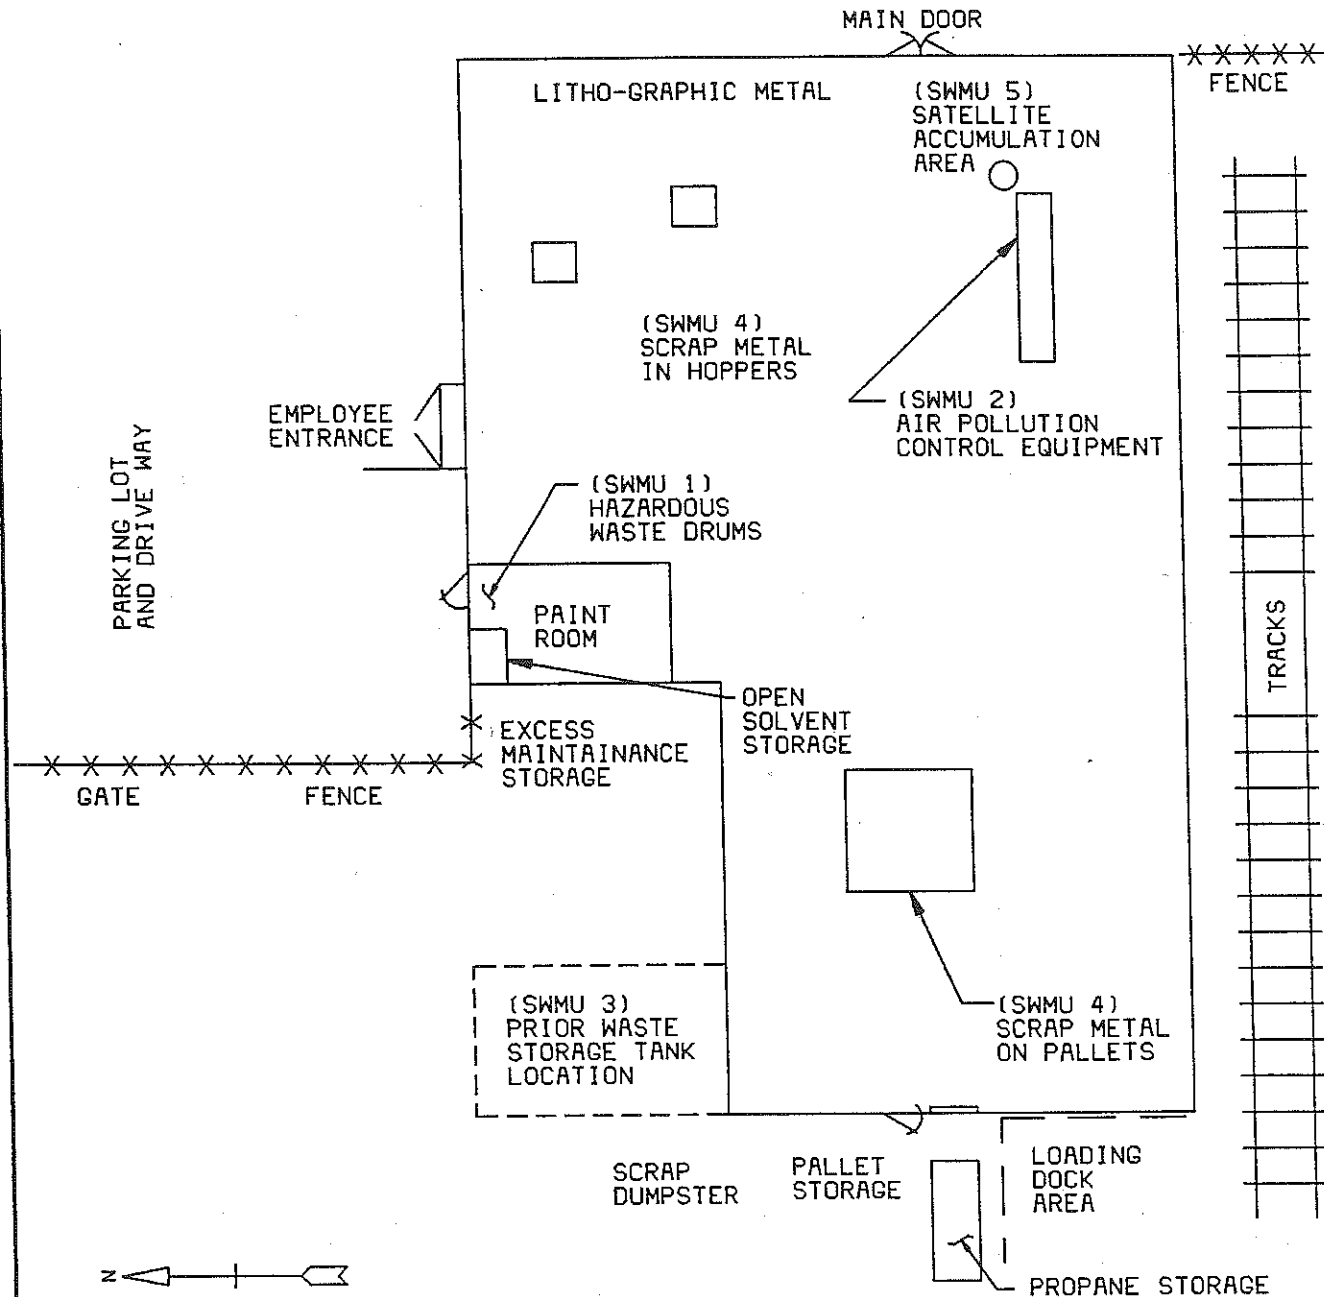 MAIN DOOR
FENCE
LITHO-GRAPHIC METAL
(SWMU 5)
SATELLITE
ACCUMULATION
AREA
(SWMU 4)
SCRAP METAL
IN HOPPERS
(SWMU 2)
AIR POLLUTION
CONTROL EQUIPMENT
EMPLOYEE
ENTRANCE
PARKING LOT
AND DRIVE WAY
(SWMU 1)
HAZARDOUS
WASTE DRUMS
PAINT
ROOM
TRACKS
OPEN
SOLVENT
STORAGE
EXCESS
MAINTAINANCE
STORAGE
GATE
FENCE
(SWMU 3)
PRIOR WASTE
STORAGE TANK
LOCATION
(SWMU 4)
SCRAP METAL
ON PALLETS
SCRAP
DUMPSTER
PALLET
STORAGE
LOADING
DOCK
AREA
N
PROPANE STORAGE